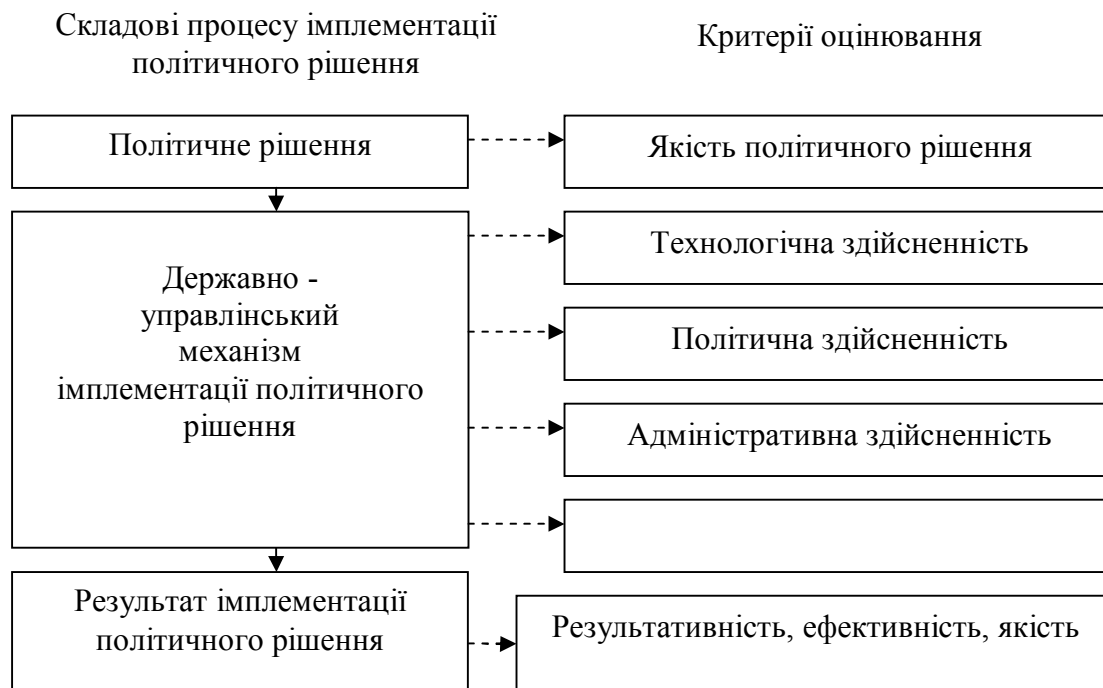 Складові процесу імплементації
політичного рішення
Критерії оцінювання
Політичне рішення
Якість політичного рішення
Державно -
управлінський
механізм
імплементації політичного
рішення
Технологічна здійсненність
Політична здійсненність
Адміністративна здійсненність
Результат імплементації
політичного рішення
Результативність, ефективність, якість